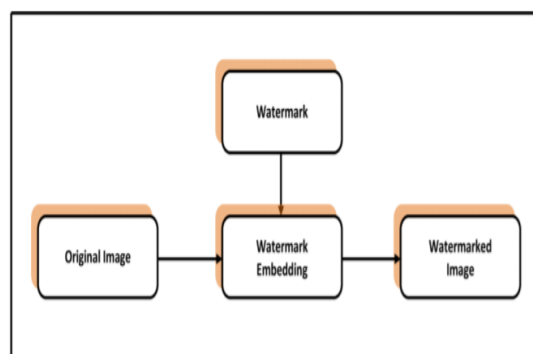 Watermark
Original Image
Watermark
Embedding
Watermarked
Image